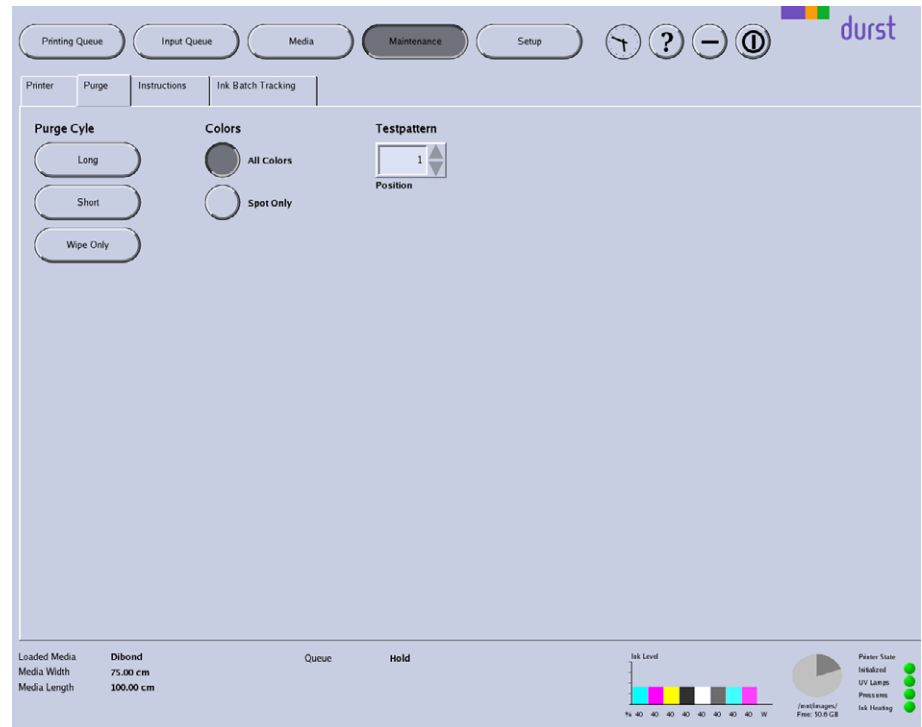 Printing Queue Input Queue Media Maintenance Setup ? durst
Printer Purge Instructions Ink Batch Tracking
Purge Cyle Colors Testpattern
Long All Colors 1
Position
Short Spot Only
Wipe Only
Loaded Media Dibond Queue Hold Ink Level Printer State
Initialized
Media Width 75.00 cm
UV Lamps
Media Length 100.00 cm
Pressures
Ink Heating
% 40 40 40 40 40 40 40 40 W
/mnt/images/
Free: 50.6 GB